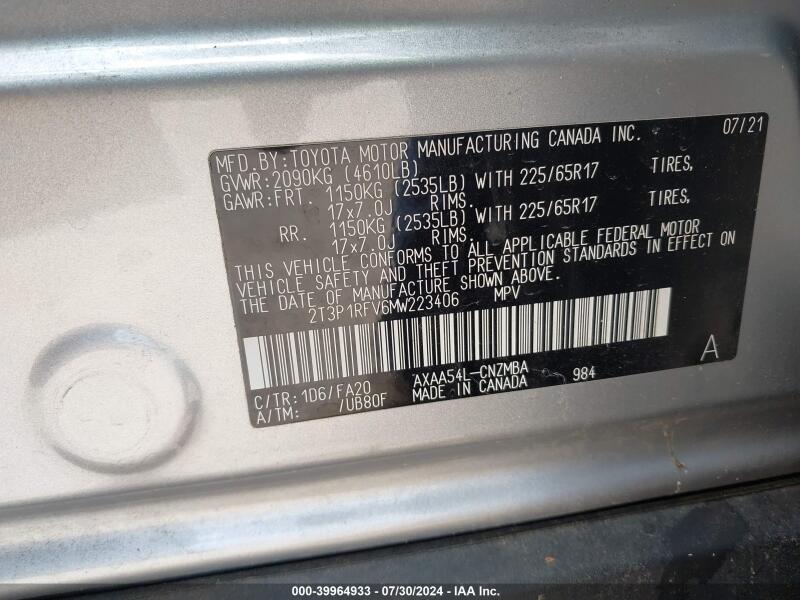 MFD.BY:TOYOTA MOTOR MANUFACTURING CANADA INC. 07/21
GVWR:2090KG (4610LB)
GAWR:FRT. 1150KG (2535LB) WITH 225/65R17 TIRES,
17x7.0J RIMS.
RR. 1150KG (2535LB) WITH 225/65R17 TIRES,
17x7.0J RIMS.
THIS VEHICLE CONFORMS TO ALL APPLICABLE FEDERAL MOTOR
VEHICLE SAFETY AND THEFT PREVENTION STANDARDS IN EFFECT ON
THE DATE OF MANUFACTURE SHOWN ABOVE.
2T3P1RFV6MW223406 MPV
C/TR:1D6/FA20 AXAA54L-CNZMBA 984 A
A/TM: /UB80F MADE IN CANADA
000-39964933 / 07/30/2024 - IAA Inc.